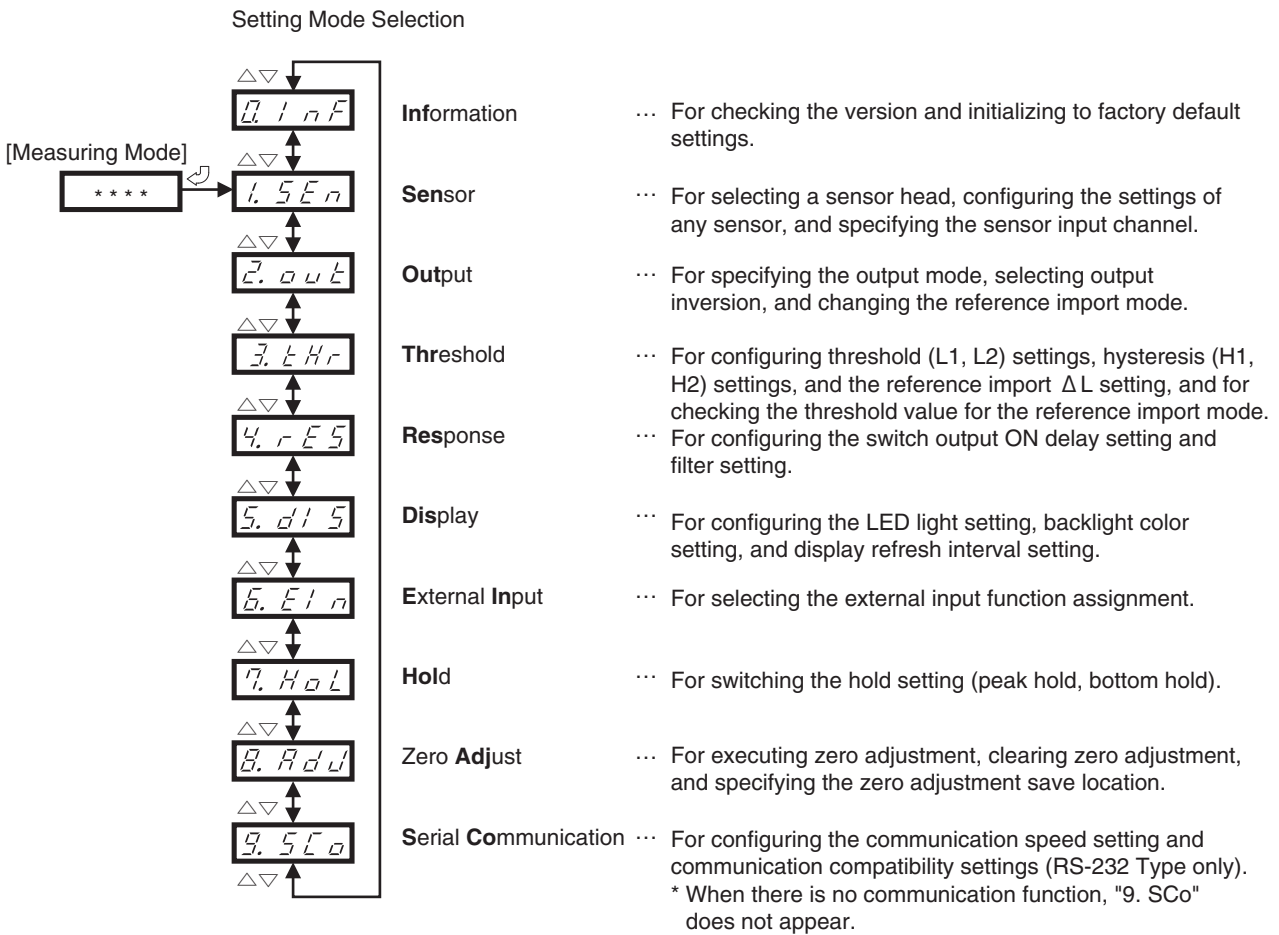 Setting Mode Selection
△▽
0. InF
Information
… For checking the version and initializing to factory default
settings.
[Measuring Mode]
* * * *
△▽
1. SEn
Sensor
… For selecting a sensor head, configuring the settings of
any sensor, and specifying the sensor input channel.
△▽
2. out
Output
… For specifying the output mode, selecting output
inversion, and changing the reference import mode.
△▽
3. tHr
Threshold
… For configuring threshold (L1, L2) settings, hysteresis (H1,
H2) settings, and the reference import ΔL setting, and for
checking the threshold value for the reference import mode.
△▽
4. rES
Response
… For configuring the switch output ON delay setting and
filter setting.
△▽
5. dIS
Display
… For configuring the LED light setting, backlight color
setting, and display refresh interval setting.
△▽
6. EIn
External Input
… For selecting the external input function assignment.
△▽
7. HoL
Hold
… For switching the hold setting (peak hold, bottom hold).
△▽
8. AdJ
Zero Adjust
… For executing zero adjustment, clearing zero adjustment,
and specifying the zero adjustment save location.
△▽
9. SCo
Serial Communication
… For configuring the communication speed setting and
communication compatibility settings (RS-232 Type only).
* When there is no communication function, "9. SCo"
does not appear.
△▽